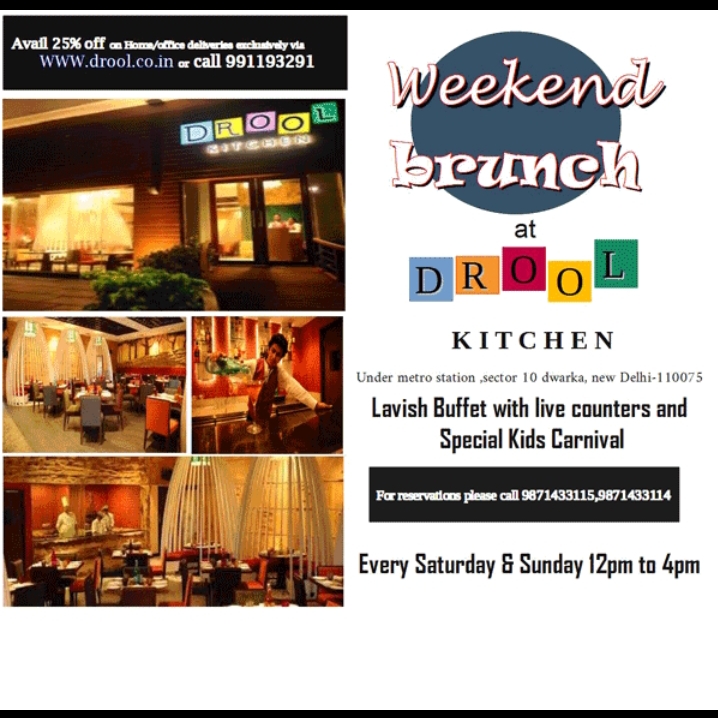 Avail 25% off on Home/office deliveries exclusively via
WWW.drool.co.in or call 991193291
DROOL
KITCHEN
Weekend
brunch
at
DROOL
KITCHEN
Under metro station ,sector 10 dwarka, new Delhi-110075
Lavish Buffet with live counters and
Special Kids Carnival
For reservations please call 9871433115,9871433114
Every Saturday & Sunday 12pm to 4pm